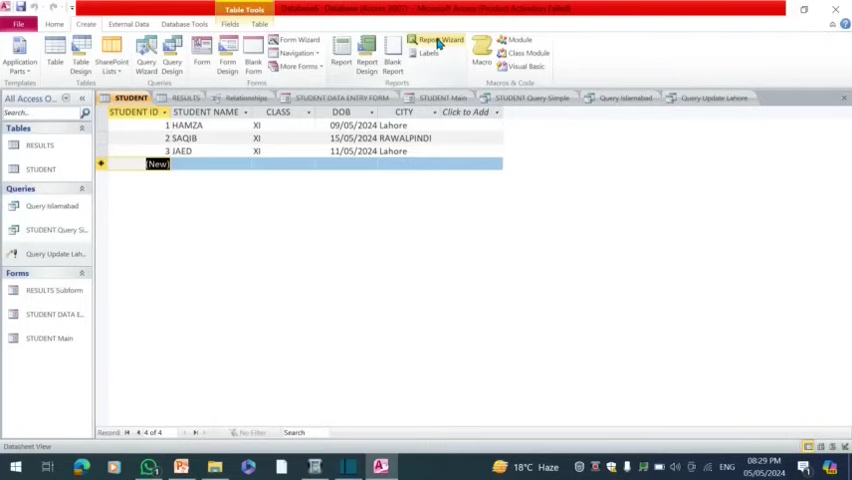 Table Tools
Database6 : Database (Access 2007) - Microsoft Access (Product Activation Failed)
File Home Create External Data Database Tools Fields Table
Application Parts
Table
Table Design
SharePoint Lists
Query Wizard
Query Design
Form
Form Design
Blank Form
Form Wizard
Navigation
More Forms
Report
Report Design
Blank Report
Report Wizard
Labels
Macro
Module
Class Module
Visual Basic
Templates Tables Queries Forms Reports Macros & Code
All Access O...
Search...
Tables
RESULTS
STUDENT
Queries
Query Islamabad
STUDENT Query Si...
Query Update Lah...
Forms
RESULTS Subform
STUDENT DATA E...
STUDENT Main
STUDENT RESULTS Relationships STUDENT DATA ENTRY FORM STUDENT Main STUDENT Query Simple Query Islamabad Query Update Lahore
STUDENT ID STUDENT NAME CLASS DOB CITY Click to Add
1 HAMZA XI 09/05/2024 Lahore
2 SAQIB XI 15/05/2024 RAWALPINDI
3 JAED XI 11/05/2024 Lahore
(New)
Record: 4 of 4 No Filter Search
Datasheet View
18°C Haze ENG 08:29 PM
05/05/2024